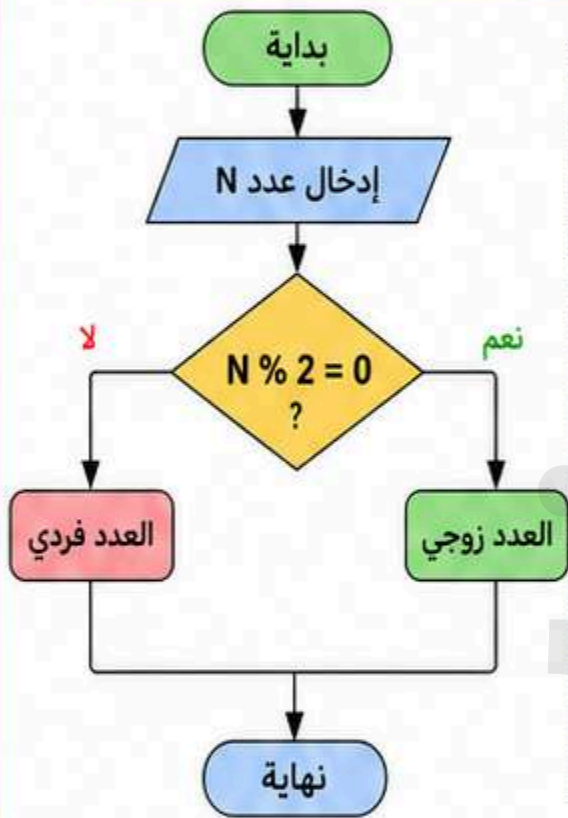 بداية
إدخال عدد N
نعم
لا
N % 2 = 0
?
العدد زوجي
العدد فردي
نهاية